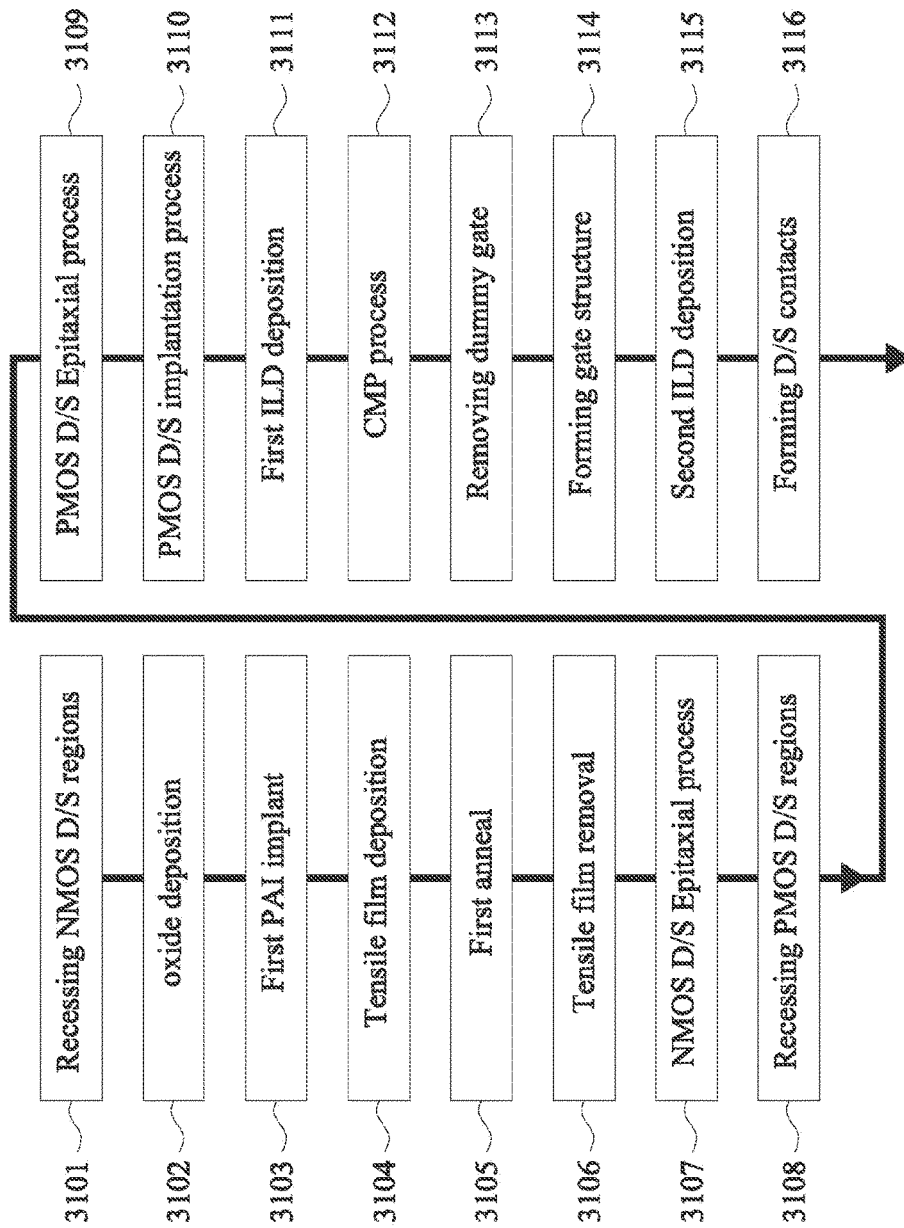 3101 Recessing NMOS D/S regions
3102 oxide deposition
3103 First PAI implant
3104 Tensile film deposition
3105 First anneal
3106 Tensile film removal
3107 NMOS D/S Epitaxial process
3108 Recessing PMOS D/S regions
PMOS D/S Epitaxial process 3109
PMOS D/S implantation process 3110
First ILD deposition 3111
CMP process 3112
Removing dummy gate 3113
Forming gate structure 3114
Second ILD deposition 3115
Forming D/S contacts 3116